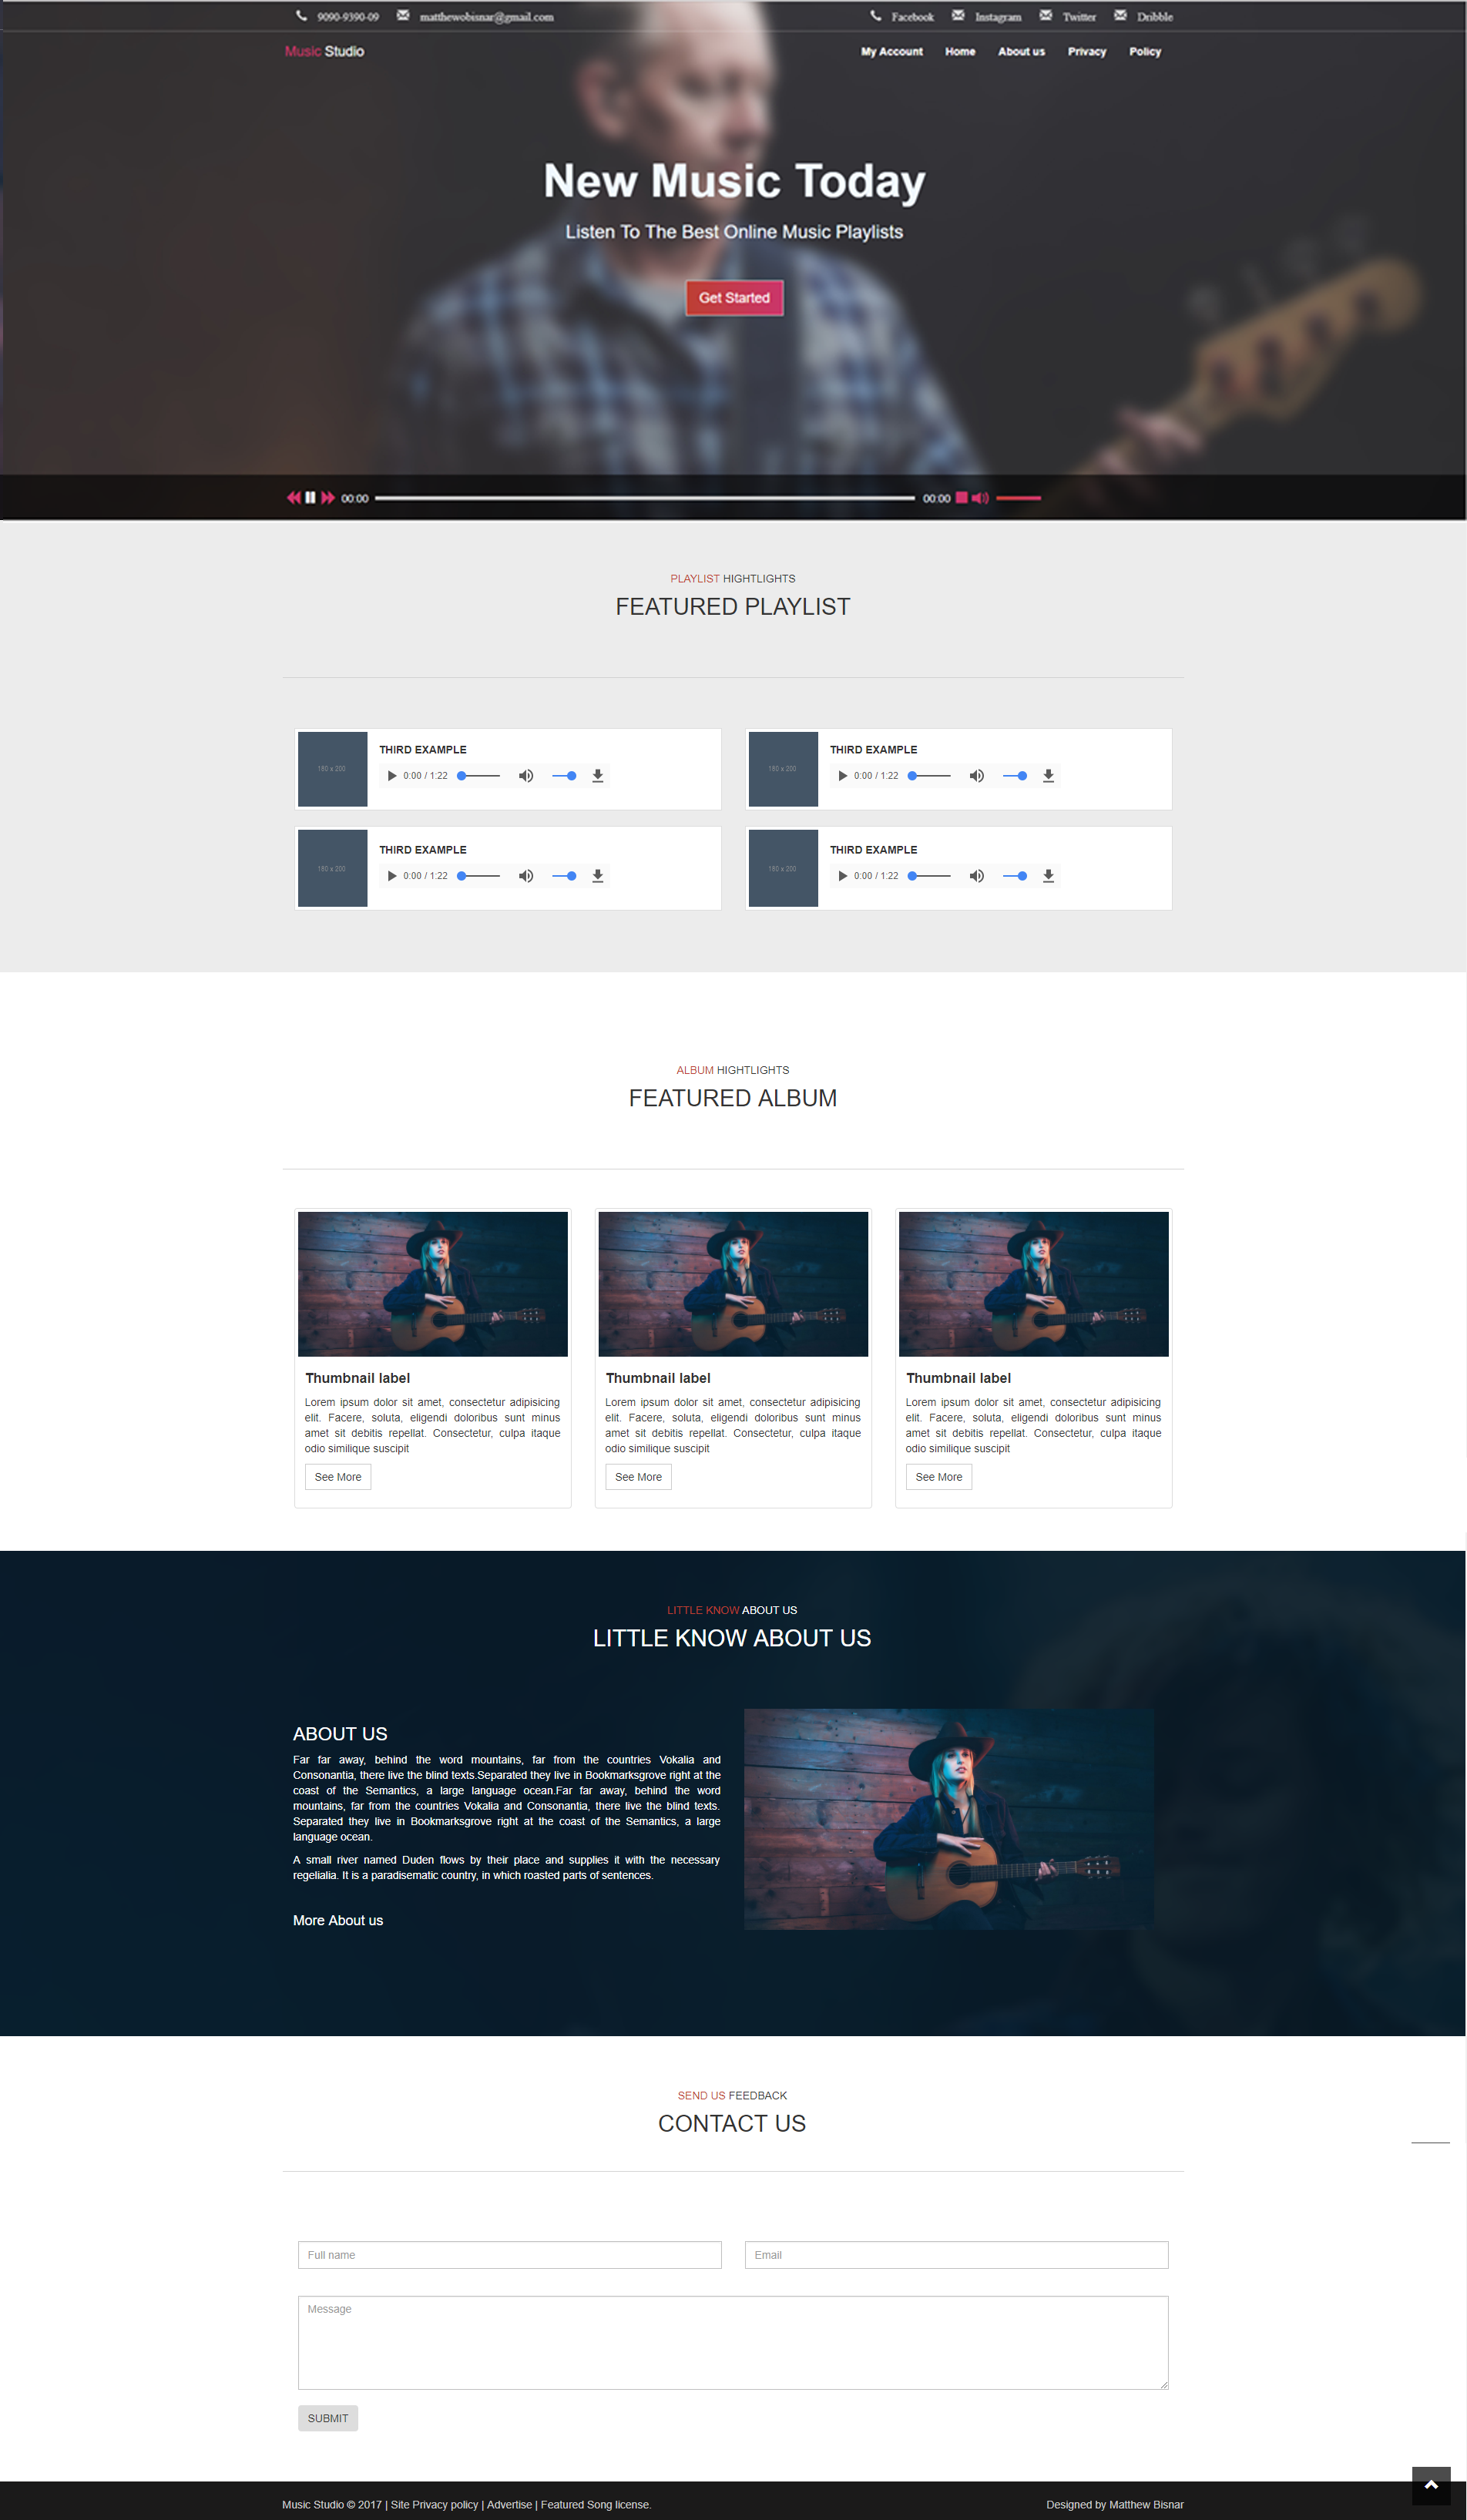 9090-9390-09 matthewobisnar@gmail.com Facebook Instagram Twitter Dribble
Music Studio My Account Home About us Privacy Policy
New Music Today
Listen To The Best Online Music Playlists
Get Started
00:00 00:00
PLAYLIST HIGHTLIGHTS
FEATURED PLAYLIST
180 x 200
THIRD EXAMPLE
0:00 / 1:22
180 x 200
THIRD EXAMPLE
0:00 / 1:22
180 x 200
THIRD EXAMPLE
0:00 / 1:22
180 x 200
THIRD EXAMPLE
0:00 / 1:22
ALBUM HIGHTLIGHTS
FEATURED ALBUM
Thumbnail label
Lorem ipsum dolor sit amet, consectetur adipisicing
elit. Facere, soluta, eligendi doloribus sunt minus
amet sit debitis repellat. Consectetur, culpa itaque
odio similique suscipit
See More
Thumbnail label
Lorem ipsum dolor sit amet, consectetur adipisicing
elit. Facere, soluta, eligendi doloribus sunt minus
amet sit debitis repellat. Consectetur, culpa itaque
odio similique suscipit
See More
Thumbnail label
Lorem ipsum dolor sit amet, consectetur adipisicing
elit. Facere, soluta, eligendi doloribus sunt minus
amet sit debitis repellat. Consectetur, culpa itaque
odio similique suscipit
See More
LITTLE KNOW ABOUT US
LITTLE KNOW ABOUT US
ABOUT US
Far far away, behind the word mountains, far from the countries Vokalia and
Consonantia, there live the blind texts.Separated they live in Bookmarksgrove right at the
coast of the Semantics, a large language ocean.Far far away, behind the word
mountains, far from the countries Vokalia and Consonantia, there live the blind texts.
Separated they live in Bookmarksgrove right at the coast of the Semantics, a large
language ocean.
A small river named Duden flows by their place and supplies it with the necessary
regelialia. It is a paradisematic country, in which roasted parts of sentences.
More About us
SEND US FEEDBACK
CONTACT US
Full name
Email
Message
SUBMIT
Music Studio © 2017 | Site Privacy policy | Advertise | Featured Song license.
Designed by Matthew Bisnar